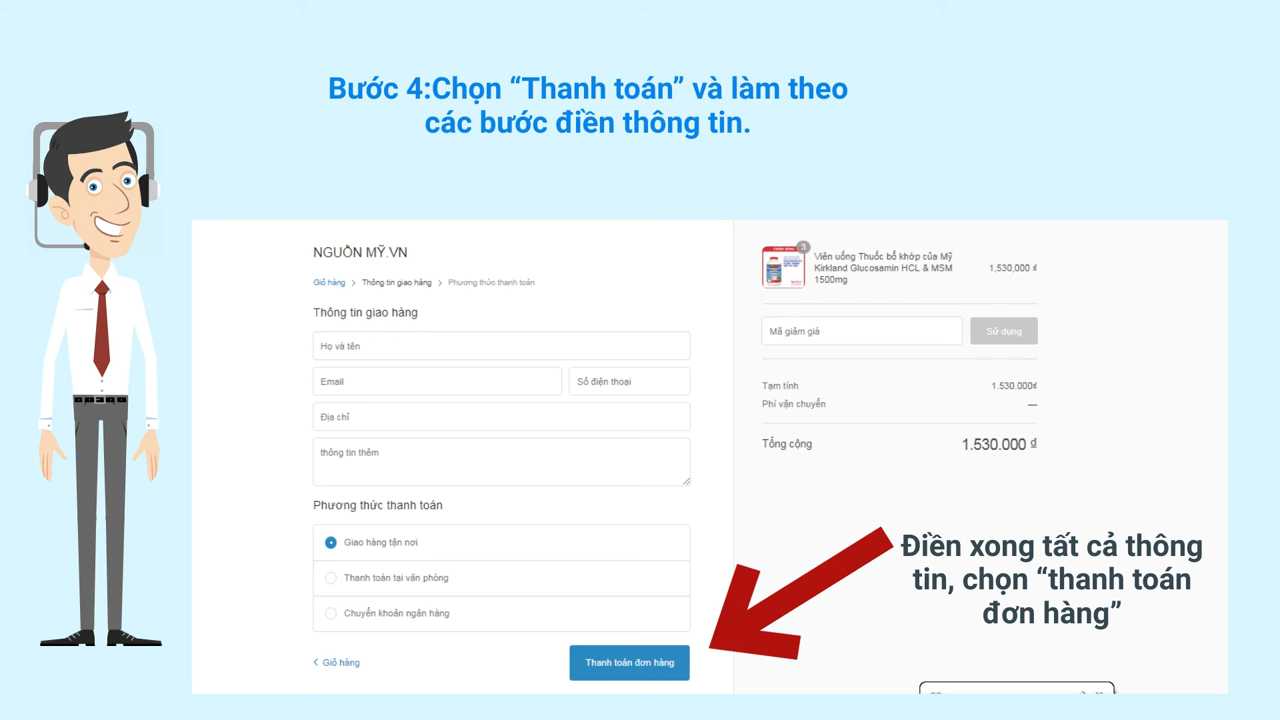 Bước 4:Chọn “Thanh toán” và làm theo
các bước điền thông tin.
NGUỒN MỸ.VN
Giỏ hàng > Thông tin giao hàng > Phương thức thanh toán
Thông tin giao hàng
Họ và tên
Email
Số điện thoại
Địa chỉ
thông tin thêm
Phương thức thanh toán
Giao hàng tận nơi
Thanh toán tại văn phòng
Chuyển khoản ngân hàng
< Giỏ hàng
Thanh toán đơn hàng
3
Viên uống Thuốc bổ khớp của Mỹ
Kirkland Glucosamin HCL & MSM
1500mg
1,530,000 ₫
Mã giảm giá
Sử dụng
Tạm tính
1.530.000₫
Phí vận chuyển
—
Tổng cộng
1.530.000 ₫
Điền xong tất cả thông
tin, chọn “thanh toán
đơn hàng”